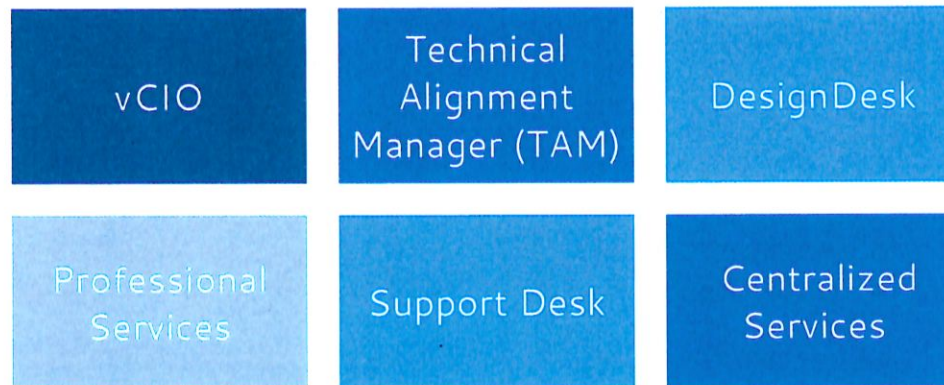 vCIO
Technical
Alignment
Manager (TAM)
DesignDesk
Professional
Services
Support Desk
Centralized
Services